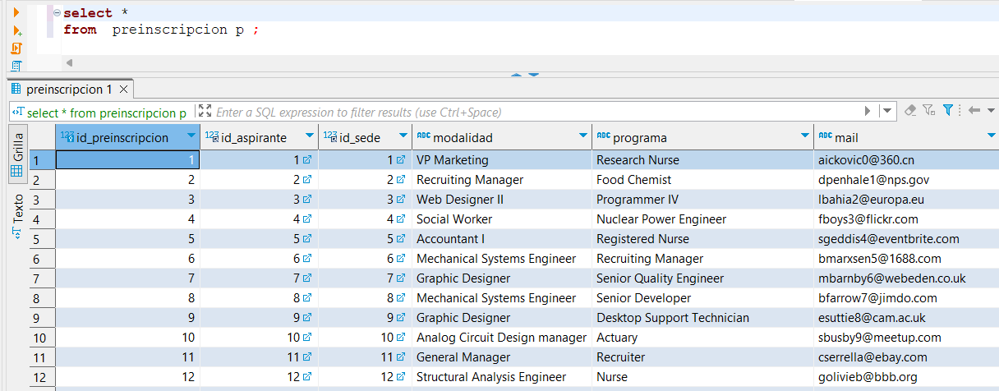 select *
from preinscripcion p ;
preinscripcion 1
select * from preinscripcion p Enter a SQL expression to filter results (use Ctrl+Space)
Grilla
Texto
123 id_preinscripcion 123 id_aspirante 123 id_sede ABC modalidad ABC programa ABC mail
1 1 1 1 VP Marketing Research Nurse aickovic0@360.cn
2 2 2 2 Recruiting Manager Food Chemist dpenhale1@nps.gov
3 3 3 3 Web Designer II Programmer IV lbahia2@europa.eu
4 4 4 4 Social Worker Nuclear Power Engineer fboys3@flickr.com
5 5 5 5 Accountant I Registered Nurse sgeddis4@eventbrite.com
6 6 6 6 Mechanical Systems Engineer Recruiting Manager bmarxsen5@1688.com
7 7 7 7 Graphic Designer Senior Quality Engineer mbarnby6@webeden.co.uk
8 8 8 8 Mechanical Systems Engineer Senior Developer bfarrow7@jimdo.com
9 9 9 9 Graphic Designer Desktop Support Technician esuttie8@cam.ac.uk
10 10 10 10 Analog Circuit Design manager Actuary sbusby9@meetup.com
11 11 11 11 General Manager Recruiter cserrella@ebay.com
12 12 12 12 Structural Analysis Engineer Nurse golivieb@bbb.org